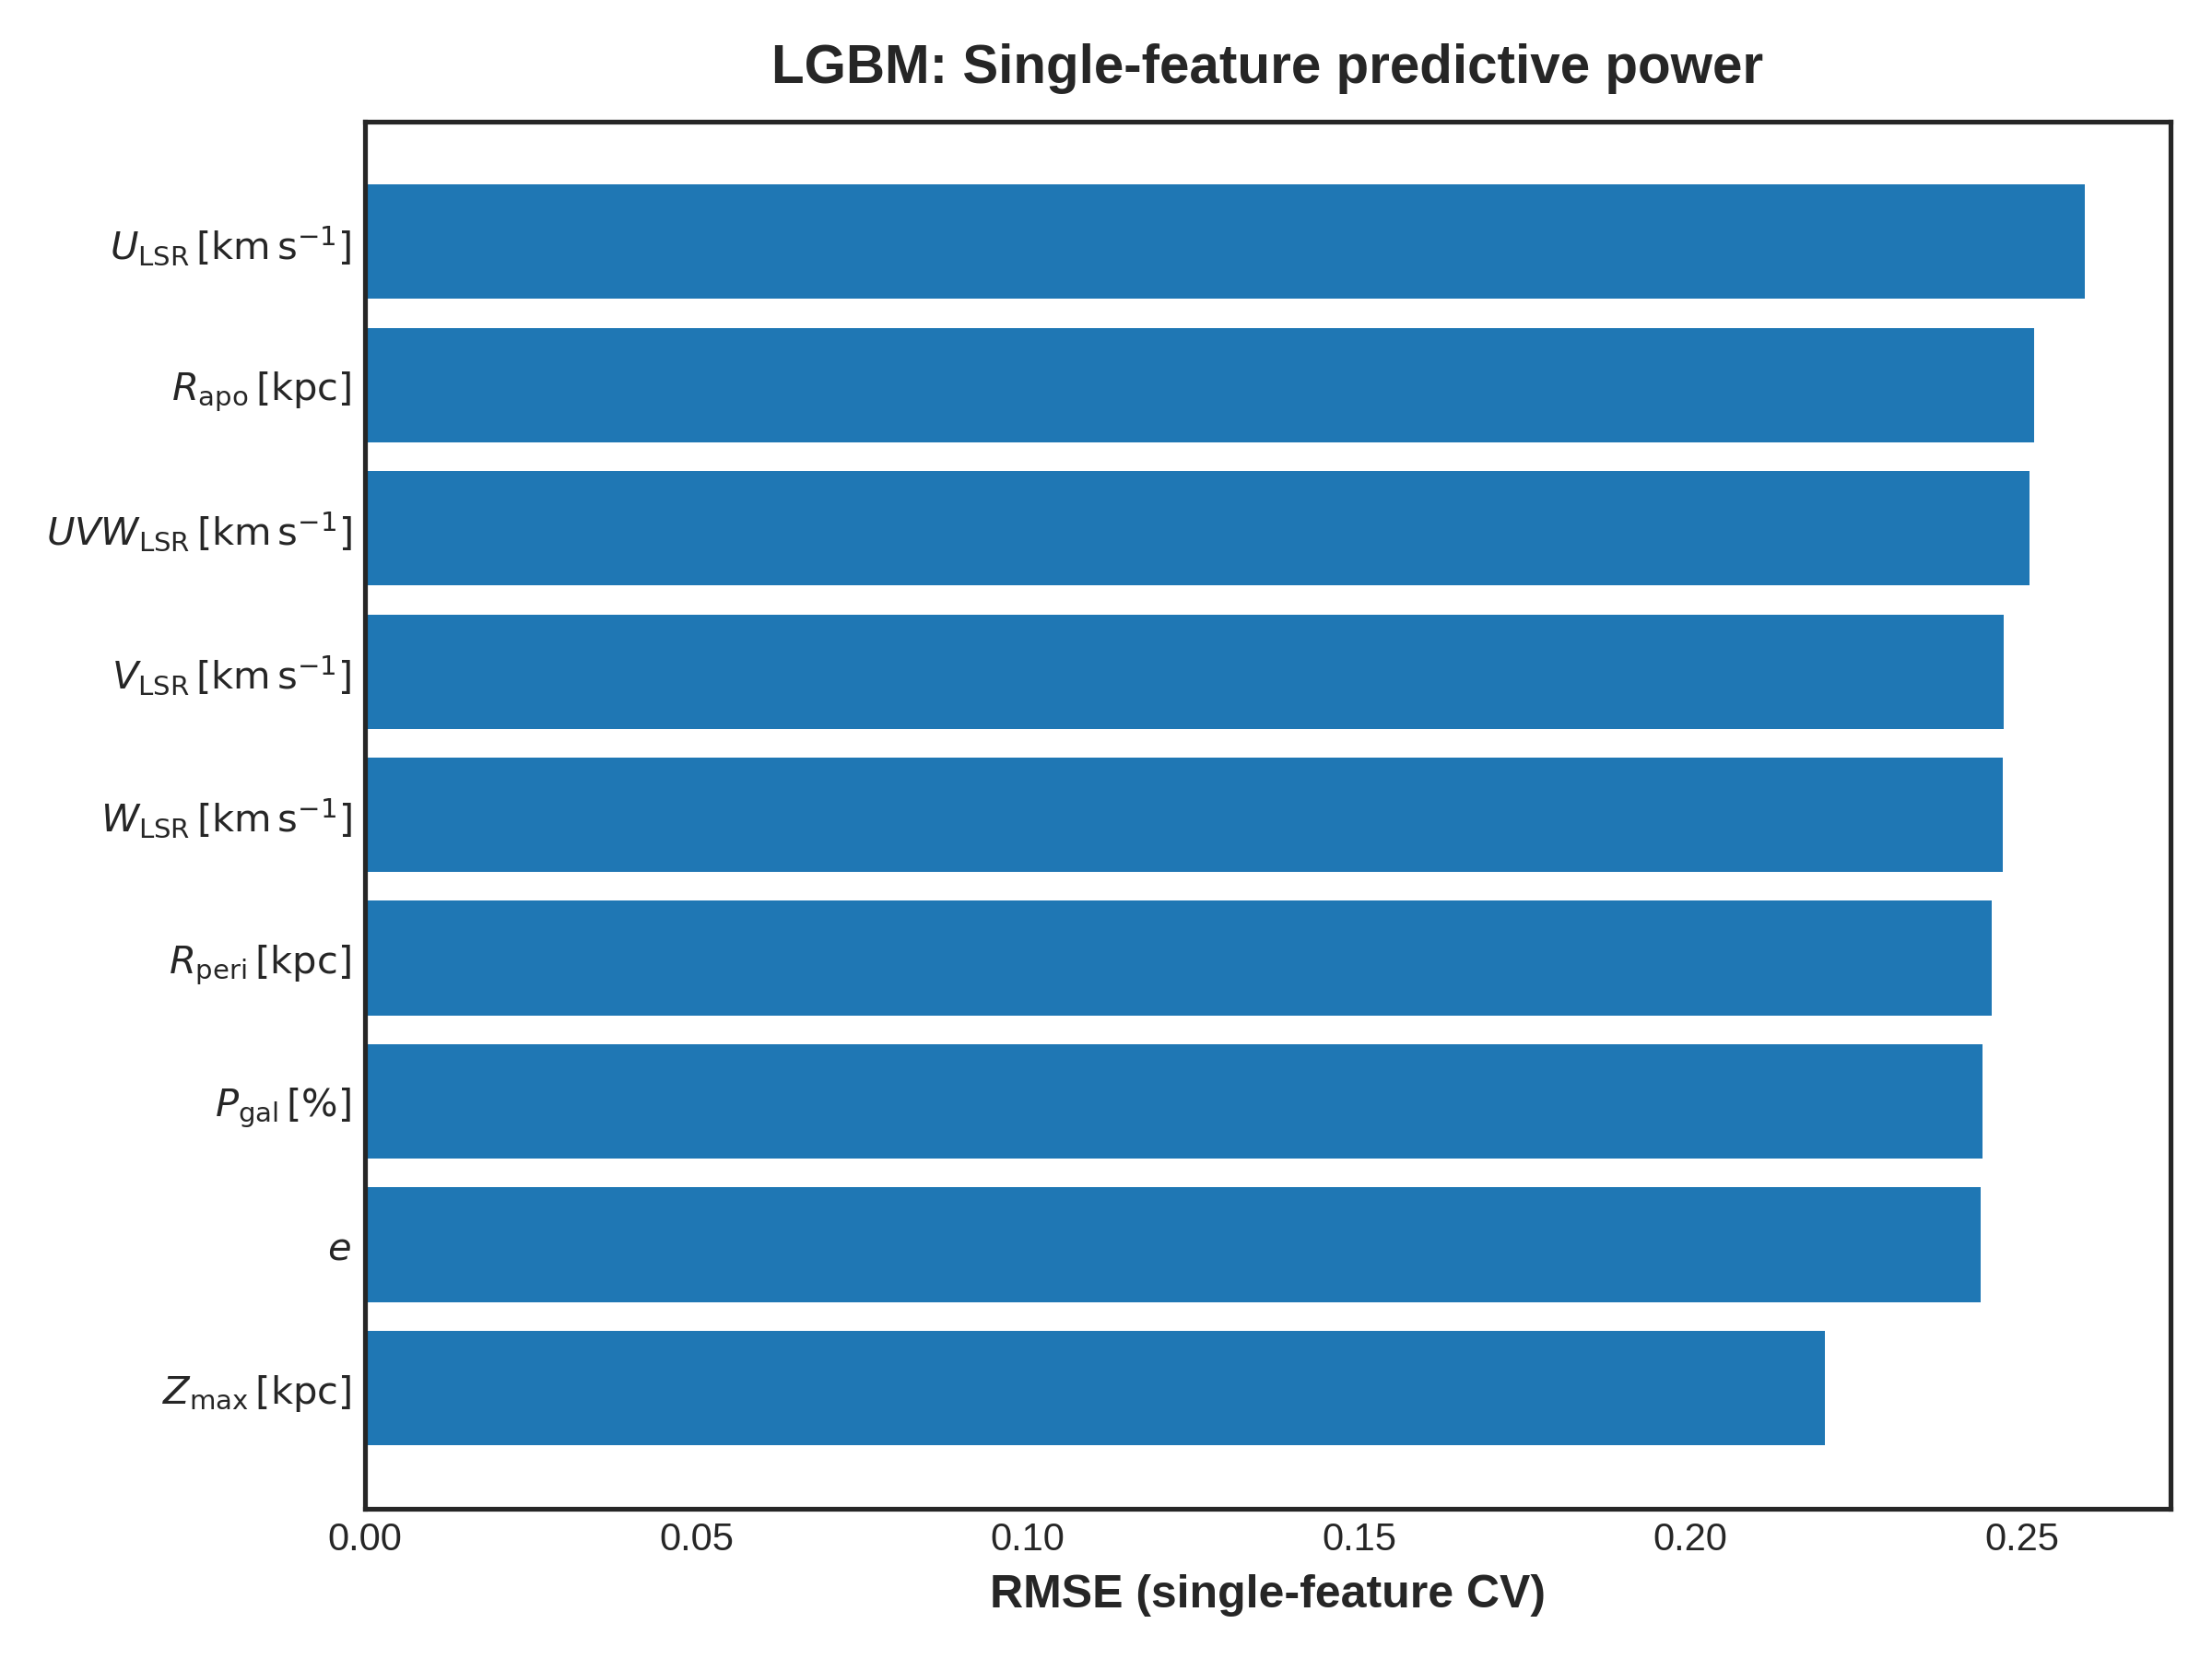 LGBM: Single-feature predictive power
U_LSR [km s⁻¹]
R_apo [kpc]
UVW_LSR [km s⁻¹]
V_LSR [km s⁻¹]
W_LSR [km s⁻¹]
R_peri [kpc]
P_gal [%]
e
Z_max [kpc]
0.00 0.05 0.10 0.15 0.20 0.25
RMSE (single-feature CV)